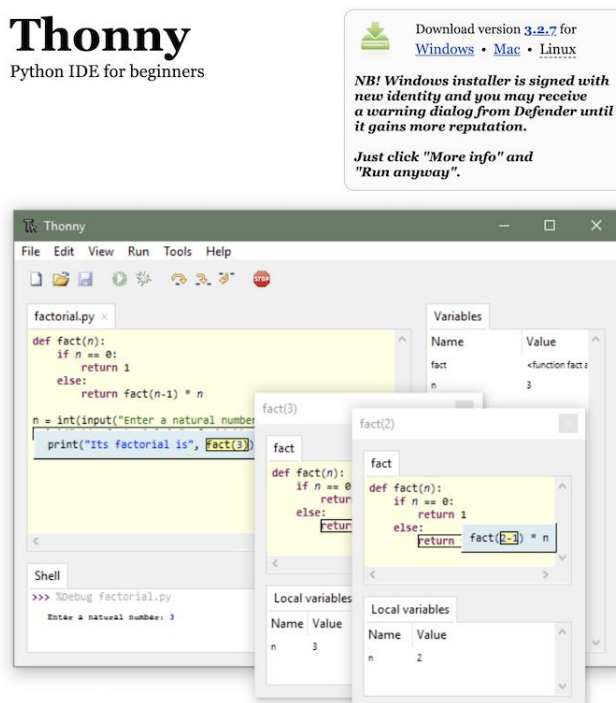 Thonny
Python IDE for beginners
Download version 3.2.7 for
Windows • Mac • Linux
NB! Windows installer is signed with
new identity and you may receive
a warning dialog from Defender until
it gains more reputation.
Just click "More info" and
"Run anyway".
Thonny
File Edit View Run Tools Help
STOP
factorial.py
def fact(n):
if n == 0:
return 1
else:
return fact(n-1) * n
n = int(input("Enter a natural number
print("Its factorial is", fact(3))
Shell
>>> %Debug factorial.py
Enter a natural number: 3
Variables
Name Value
fact <function fact a
n 3
fact(3)
fact
def fact(n):
if n == 0
retur
else:
retur
Local variables
Name Value
n 3
fact(2)
fact
def fact(n):
if n == 0:
return 1
else:
return fact(2-1) * n
Local variables
Name Value
n 2